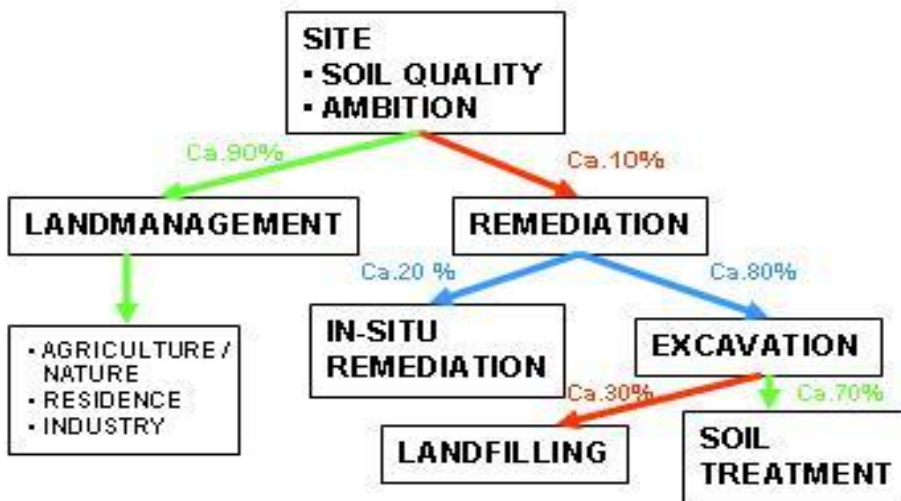 SITE
▪ SOIL QUALITY
▪ AMBITION
Ca.90%
Ca.10%
LANDMANAGEMENT
REMEDIATION
Ca.20 %
Ca.80%
▪ AGRICULTURE /
NATURE
▪ RESIDENCE
▪ INDUSTRY
IN-SITU
REMEDIATION
EXCAVATION
Ca.30%
Ca.70%
LANDFILLING
SOIL
TREATMENT